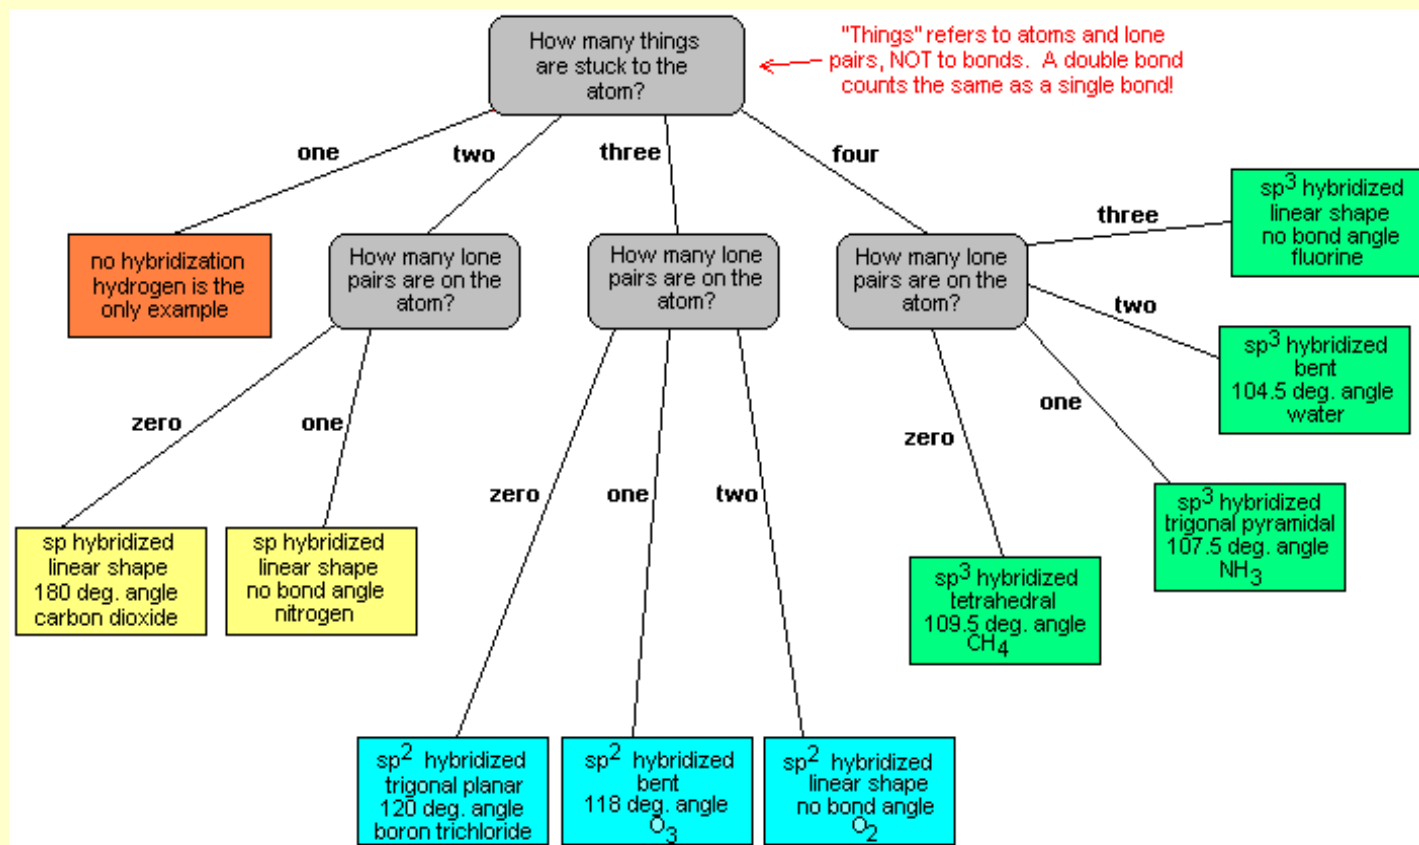 How many things
are stuck to the
atom?
"Things" refers to atoms and lone
pairs, NOT to bonds. A double bond
counts the same as a single bond!
one
two
three
four
no hybridization
hydrogen is the
only example
How many lone
pairs are on the
atom?
How many lone
pairs are on the
atom?
How many lone
pairs are on the
atom?
three
sp3 hybridized
linear shape
no bond angle
fluorine
two
sp3 hybridized
bent
104.5 deg. angle
water
one
sp3 hybridized
trigonal pyramidal
107.5 deg. angle
NH3
zero
sp3 hybridized
tetrahedral
109.5 deg. angle
CH4
zero
sp hybridized
linear shape
180 deg. angle
carbon dioxide
one
sp hybridized
linear shape
no bond angle
nitrogen
zero
sp2 hybridized
trigonal planar
120 deg. angle
boron trichloride
one
sp2 hybridized
bent
118 deg. angle
O3
two
sp2 hybridized
linear shape
no bond angle
O2